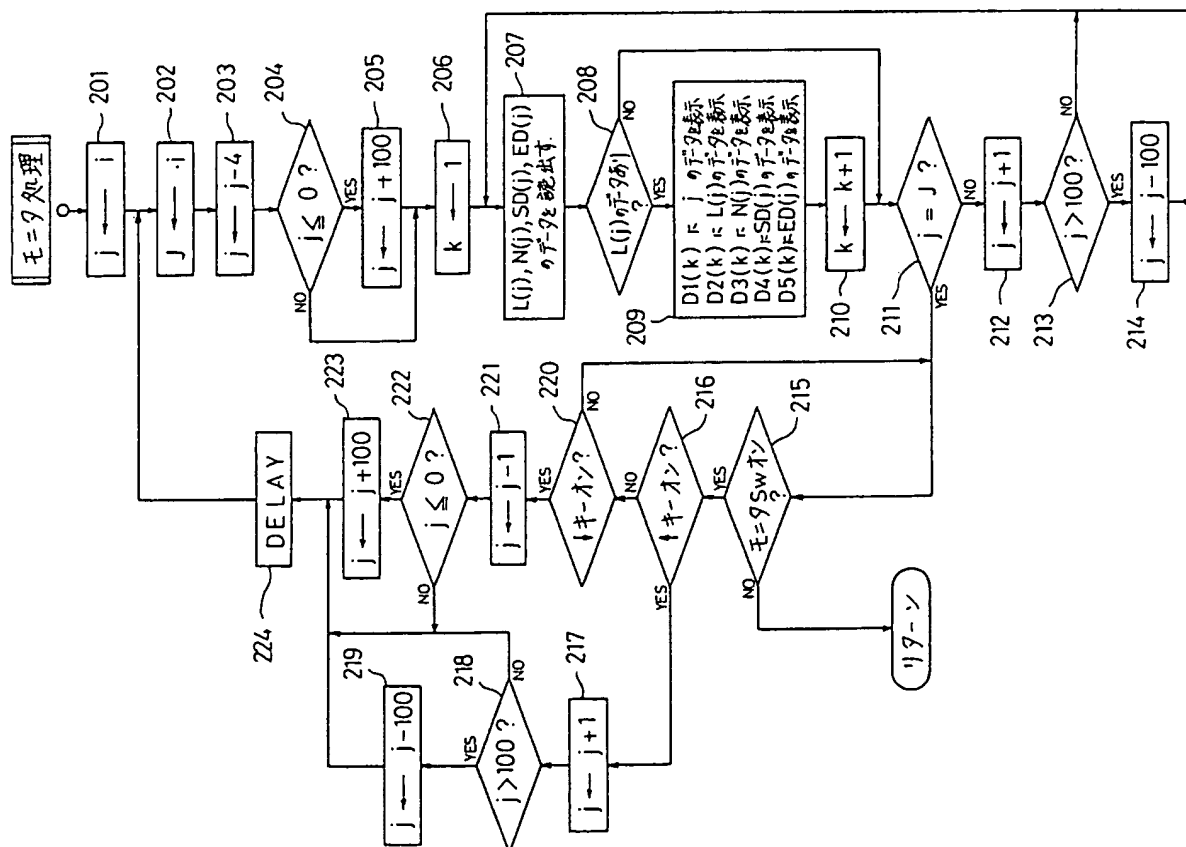 モニタ処理
j ← i
201
J ← j
202
j ← j-4
203
j ≦ 0 ?
204
YES
NO
j ← j+100
205
k ← 1
206
L(j), N(j), SD(j), ED(j)
のデータを読出す.
207
L(j)のデータあり
?
208
NO
YES
D1(k) に j のデータを表示
D2(k) に L(j)のデータを表示
D3(k) に N(j)のデータを表示
D4(k)にSD(j)のデータを表示
D5(k)にED(j)のデータを表示
209
k ← k+1
210
j = J ?
211
YES
NO
j ← j+1
212
j > 100 ?
213
NO
YES
j ← j-100
214
DELAY
224
j ← j+100
223
YES
j ≦ 0 ?
222
NO
j ← j-1
221
YES
↓キーオン?
220
NO
NO
↑キーオン?
216
YES
YES
モニタSwオン
?
215
NO
リターン
j ← j-100
219
YES
j > 100 ?
218
NO
j ← j+1
217